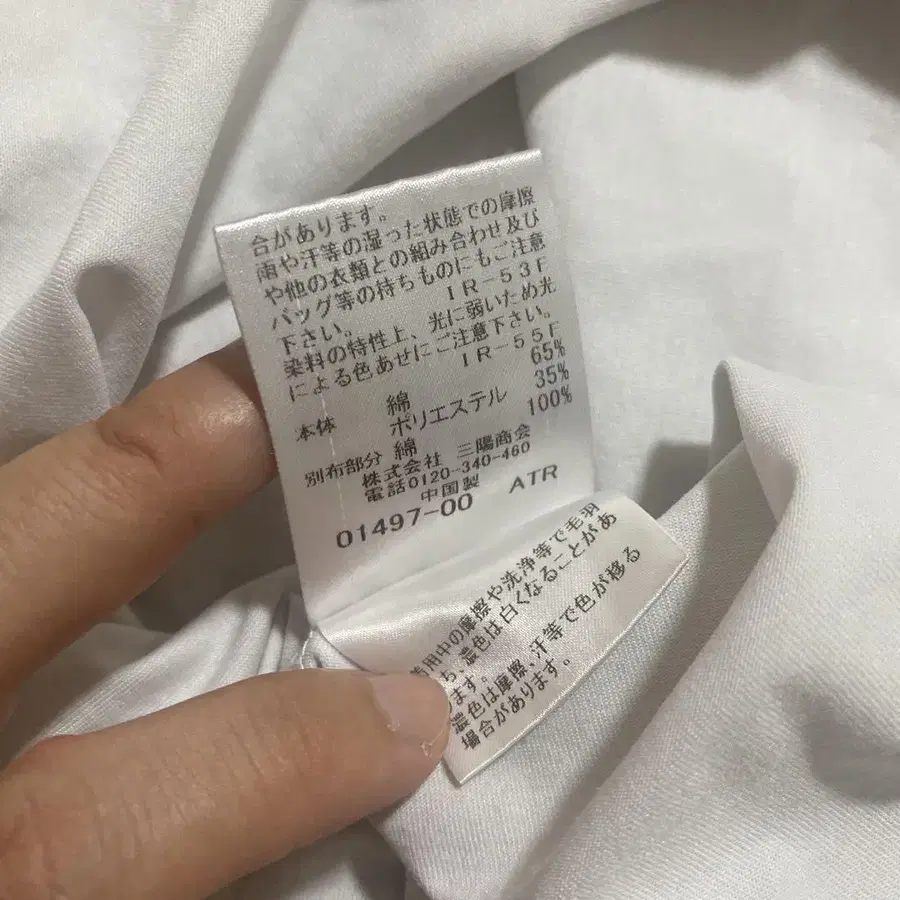 合があります。
雨や汗等の湿った状態での摩擦
や他の衣類との組み合わせ及び
バッグ等の持ちものにもご注意
下さい。 IR-53F
染料の特性上、光に弱いため光
による色あせにご注意下さい。
IR-55F
本体 綿 65%
ポリエステル 35%
別布部分 綿 100%
株式会社 三陽商会
電話0120-340-460
中国製
01497-00 ATR
用中の摩擦や洗浄等で毛羽
ち、濃色は白くなることがあ
ます。
濃色は摩擦、汗等で色が移る
場合があります。